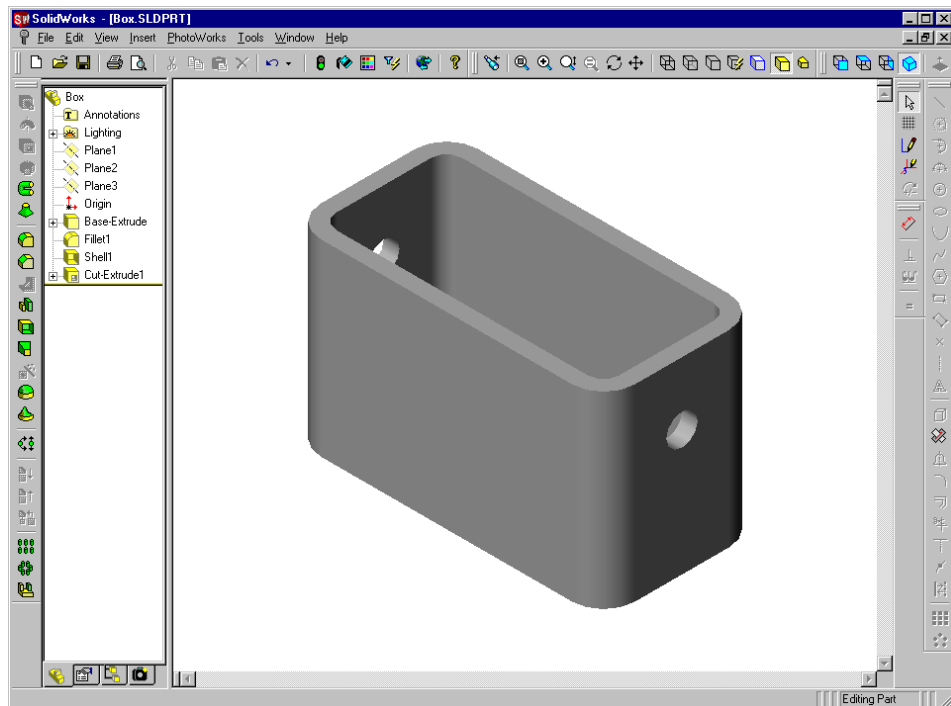 SW SolidWorks - [Box.SLDPRT]
File Edit View Insert PhotoWorks Tools Window Help
Box
Annotations
Lighting
Plane1
Plane2
Plane3
Origin
Base-Extrude
Fillet1
Shell1
Cut-Extrude1
Editing Part